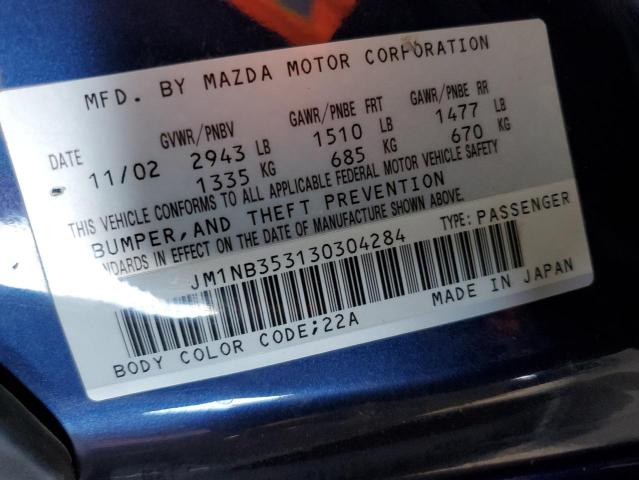 MFD. BY MAZDA MOTOR CORPORATION
DATE GVWR/PNBV GAWR/PNBE FRT GAWR/PNBE RR
11/02 2943 LB 1510 LB 1477 LB
1335 KG 685 KG 670 KG
THIS VEHICLE CONFORMS TO ALL APPLICABLE FEDERAL MOTOR VEHICLE SAFETY
BUMPER, AND THEFT PREVENTION
NDARDS IN EFFECT ON THE DATE OF MANUFACTURE SHOWN ABOVE.
JM1NB353130304284 TYPE: PASSENGER
BODY COLOR CODE;22A MADE IN JAPAN